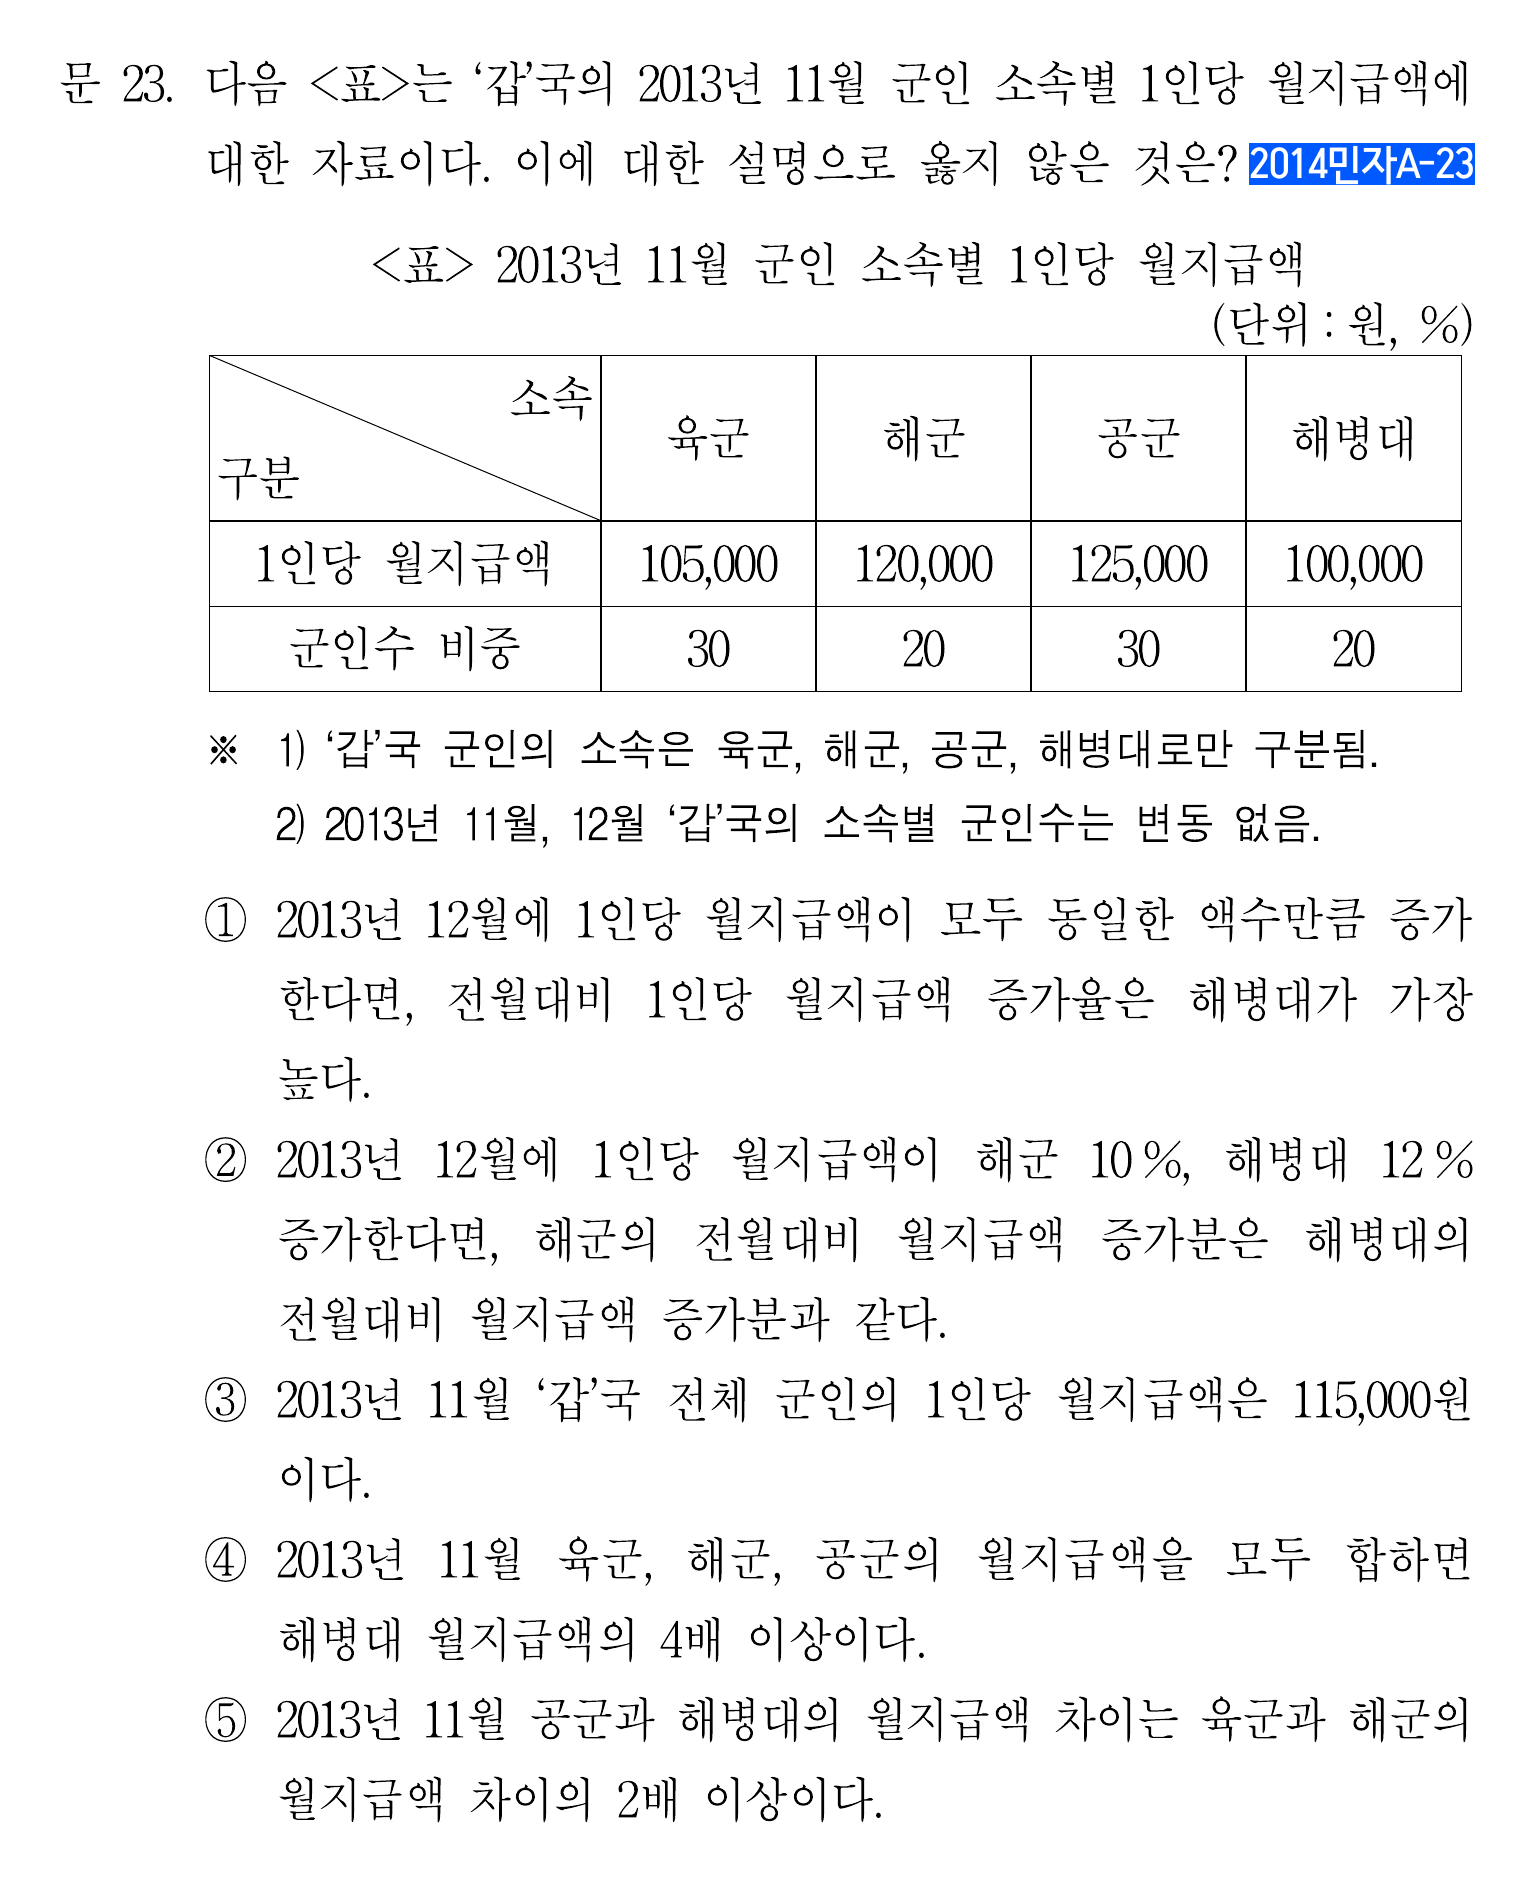 문 23. 다음 <표>는 ‘갑’국의 2013년 11월 군인 소속별 1인당 월지급액에
대한 자료이다. 이에 대한 설명으로 옳지 않은 것은? 2014민자A-23
<표> 2013년 11월 군인 소속별 1인당 월지급액
(단위 : 원, %)
소속
구분
육군 해군 공군 해병대
1인당 월지급액 105,000 120,000 125,000 100,000
군인수 비중 30 20 30 20
※ 1) ‘갑’국 군인의 소속은 육군, 해군, 공군, 해병대로만 구분됨.
2) 2013년 11월, 12월 ‘갑’국의 소속별 군인수는 변동 없음.
① 2013년 12월에 1인당 월지급액이 모두 동일한 액수만큼 증가
한다면, 전월대비 1인당 월지급액 증가율은 해병대가 가장
높다.
② 2013년 12월에 1인당 월지급액이 해군 10 %, 해병대 12 %
증가한다면, 해군의 전월대비 월지급액 증가분은 해병대의
전월대비 월지급액 증가분과 같다.
③ 2013년 11월 ‘갑’국 전체 군인의 1인당 월지급액은 115,000원
이다.
④ 2013년 11월 육군, 해군, 공군의 월지급액을 모두 합하면
해병대 월지급액의 4배 이상이다.
⑤ 2013년 11월 공군과 해병대의 월지급액 차이는 육군과 해군의
월지급액 차이의 2배 이상이다.